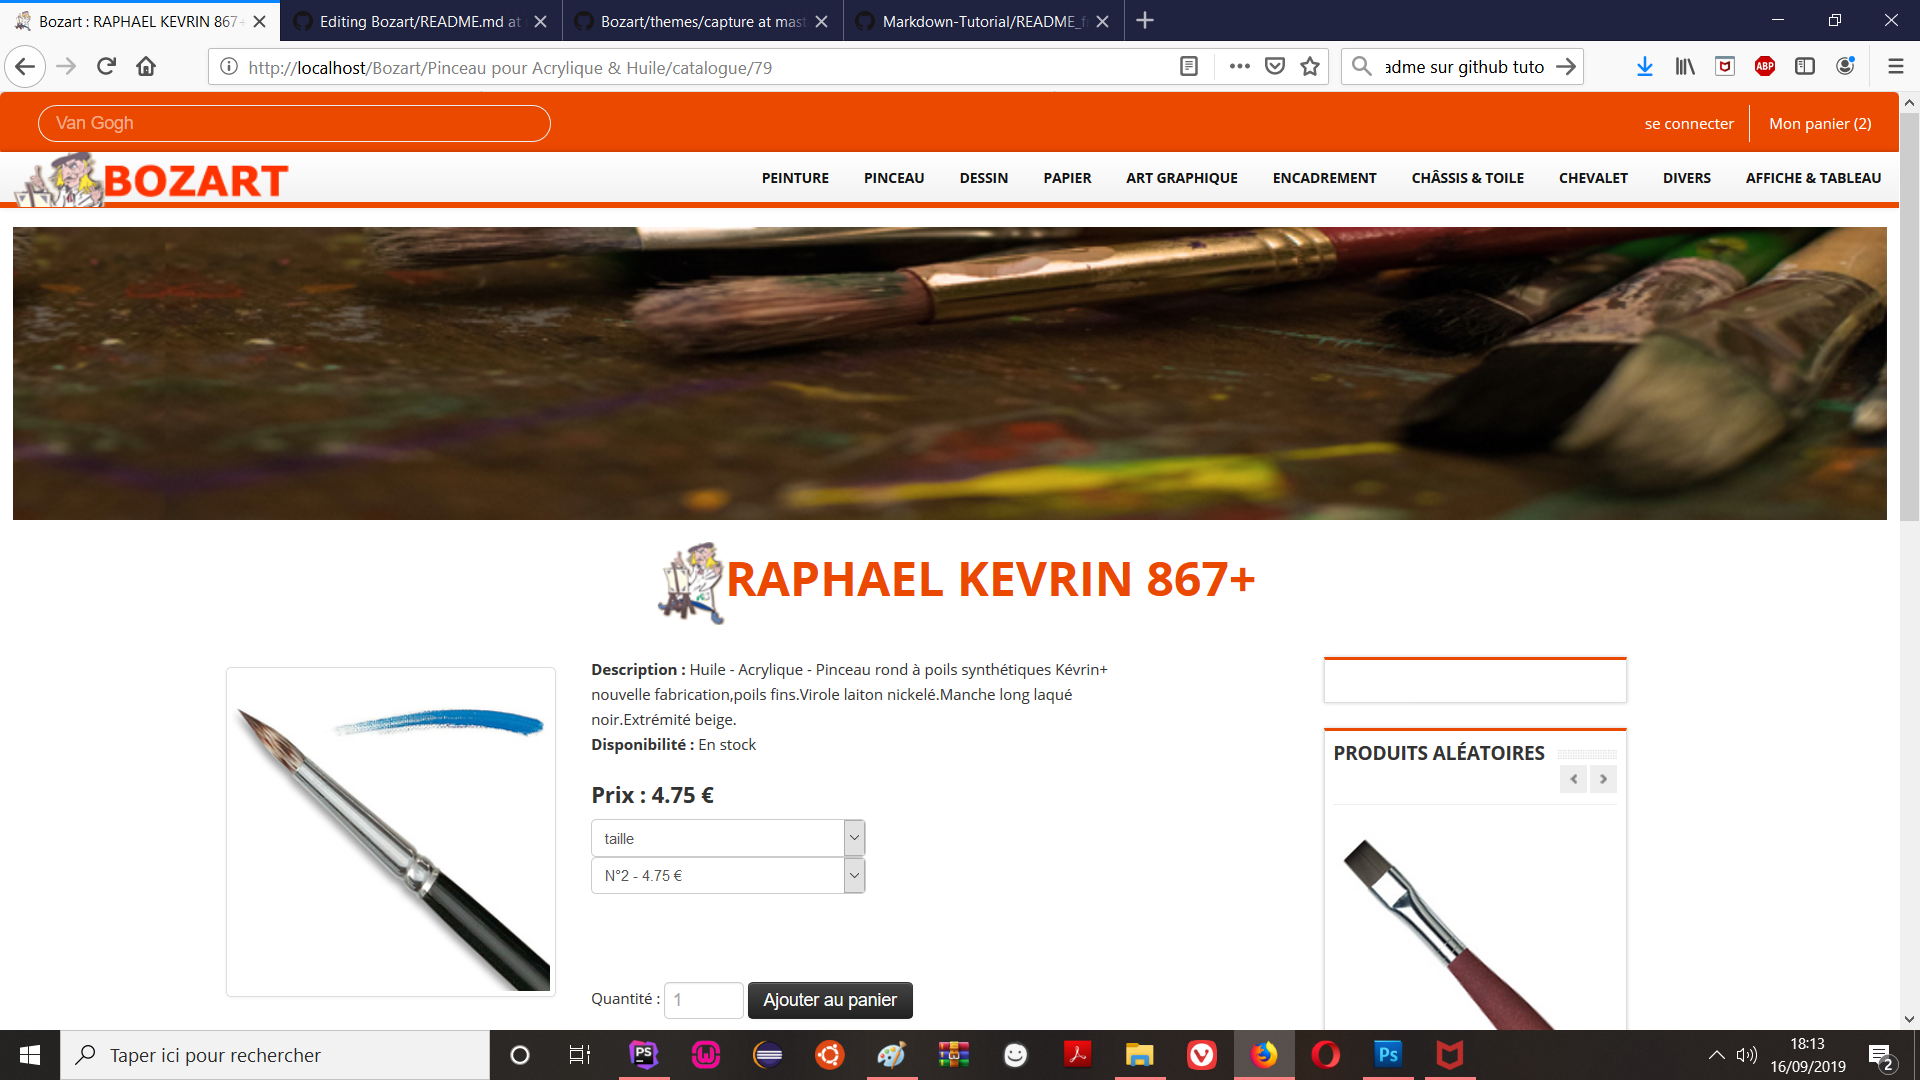 Bozart : RAPHAEL KEVRIN 867+
Editing Bozart/README.md at
Bozart/themes/capture at mast
Markdown-Tutorial/README_f
http://localhost/Bozart/Pinceau pour Acrylique & Huile/catalogue/79
adme sur github tuto
ABP
Van Gogh
se connecter
Mon panier (2)
BOZART
PEINTURE
PINCEAU
DESSIN
PAPIER
ART GRAPHIQUE
ENCADREMENT
CHÂSSIS & TOILE
CHEVALET
DIVERS
AFFICHE & TABLEAU
RAPHAEL KEVRIN 867+
Description : Huile - Acrylique - Pinceau rond à poils synthétiques Kévrin+
nouvelle fabrication,poils fins.Virole laiton nickelé.Manche long laqué
noir.Extrémité beige.
Disponibilité : En stock
Prix : 4.75 €
taille
N°2 - 4.75 €
Quantité : 1
Ajouter au panier
PRODUITS ALÉATOIRES
Taper ici pour rechercher
PS
Ps
18:13
16/09/2019
2